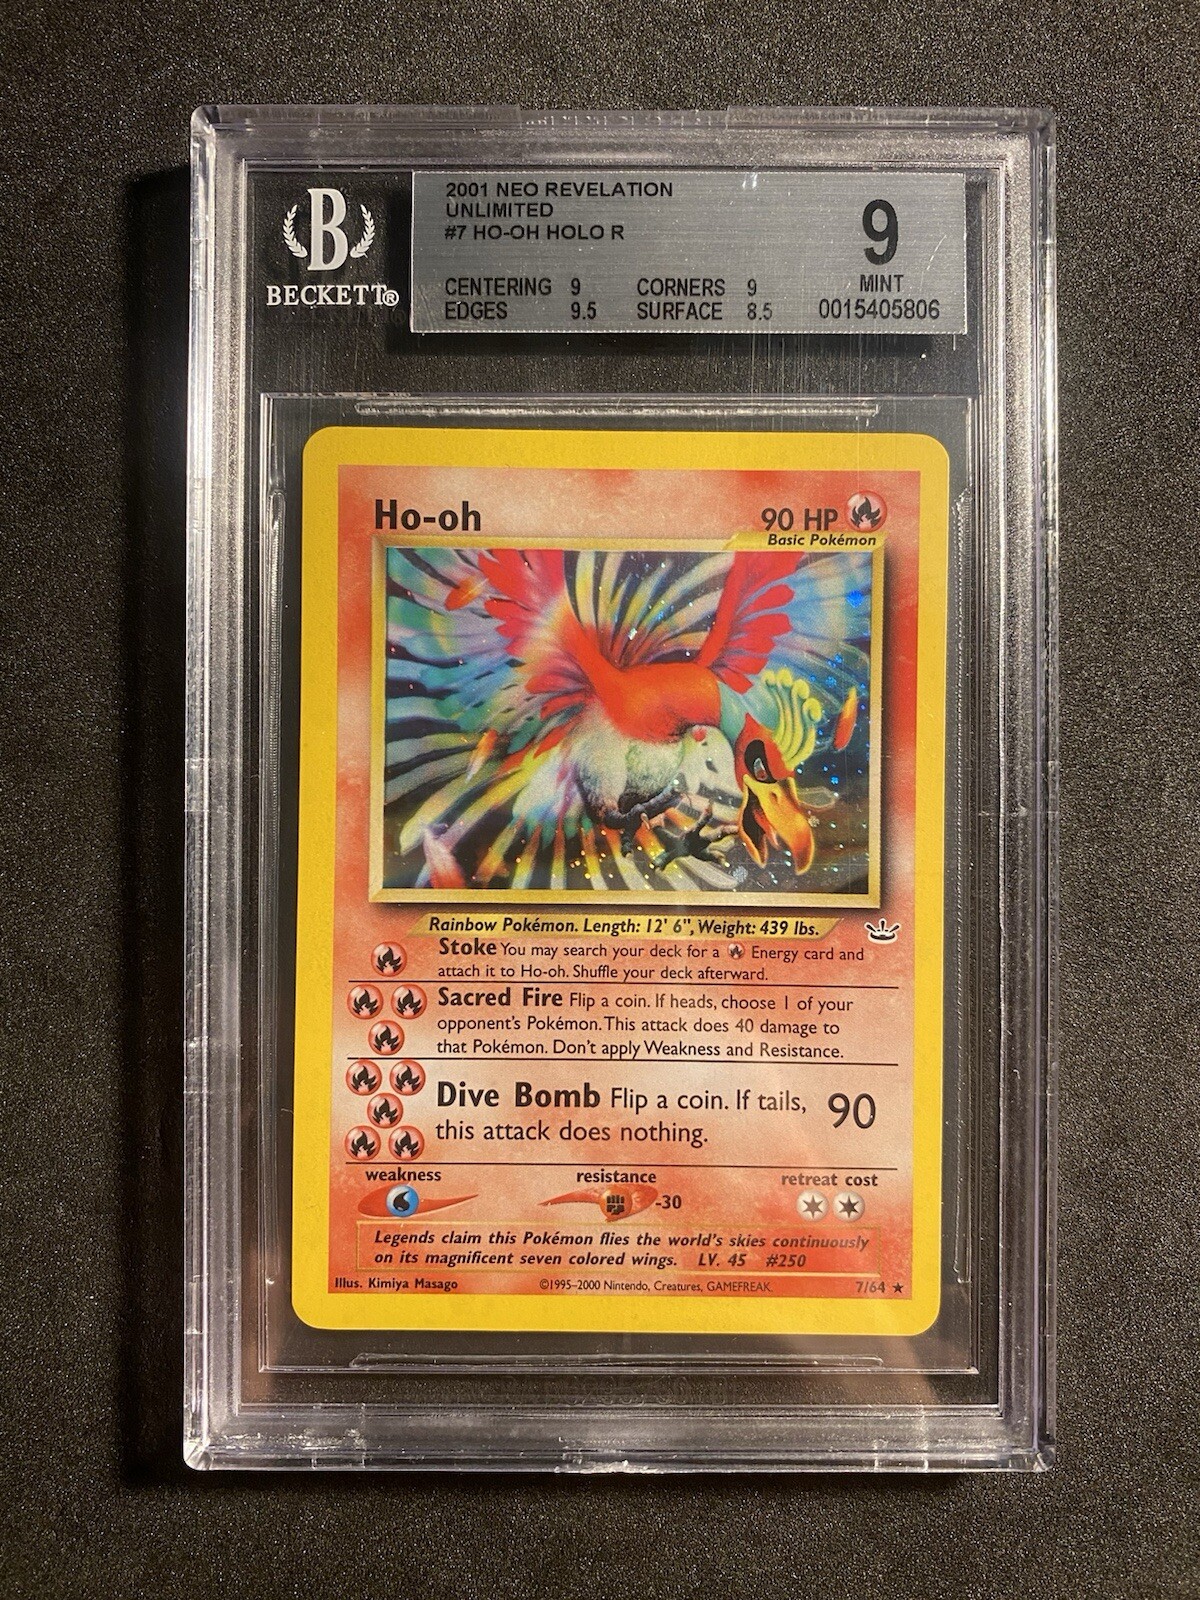 B
BECKETT®
2001 NEO REVELATION
UNLIMITED
#7 HO-OH HOLO R
CENTERING 9 CORNERS 9
EDGES 9.5 SURFACE 8.5
9
MINT
0015405806
Ho-oh 90 HP
Basic Pokémon
Rainbow Pokémon. Length: 12' 6", Weight: 439 lbs.
Stoke You may search your deck for a Energy card and
attach it to Ho-oh. Shuffle your deck afterward.
Sacred Fire Flip a coin. If heads, choose 1 of your
opponent's Pokémon. This attack does 40 damage to
that Pokémon. Don't apply Weakness and Resistance.
Dive Bomb Flip a coin. If tails, 90
this attack does nothing.
weakness resistance retreat cost
-30
Legends claim this Pokémon flies the world's skies continuously
on its magnificent seven colored wings. LV. 45 #250
Illus. Kimiya Masago ©1995–2000 Nintendo, Creatures, GAMEFREAK. 7/64 ★